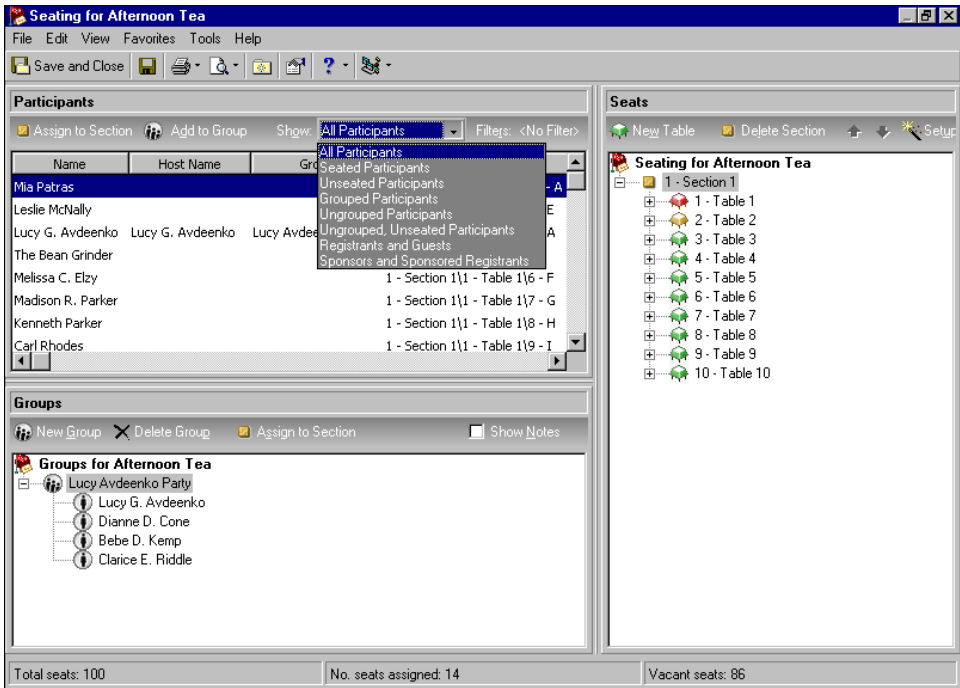 Seating for Afternoon Tea
File Edit View Favorites Tools Help
Save and Close
Participants
Assign to Section Add to Group Show: All Participants Filters: <No Filter>
All Participants
Seated Participants
Unseated Participants
Grouped Participants
Ungrouped Participants
Ungrouped, Unseated Participants
Registrants and Guests
Sponsors and Sponsored Registrants
Name Host Name Gro
Mia Patras - A
Leslie McNally E
Lucy G. Avdeenko Lucy G. Avdeenko Lucy Avdee A
The Bean Grinder
Melissa C. Elzy 1 - Section 1\1 - Table 1\6 - F
Madison R. Parker 1 - Section 1\1 - Table 1\7 - G
Kenneth Parker 1 - Section 1\1 - Table 1\8 - H
Carl Rhodes 1 - Section 1\1 - Table 1\9 - I
Groups
New Group Delete Group Assign to Section Show Notes
Groups for Afternoon Tea
Lucy Avdeenko Party
Lucy G. Avdeenko
Dianne D. Cone
Bebe D. Kemp
Clarice E. Riddle
Seats
New Table Delete Section Setup
Seating for Afternoon Tea
1 - Section 1
1 - Table 1
2 - Table 2
3 - Table 3
4 - Table 4
5 - Table 5
6 - Table 6
7 - Table 7
8 - Table 8
9 - Table 9
10 - Table 10
Total seats: 100 No. seats assigned: 14 Vacant seats: 86